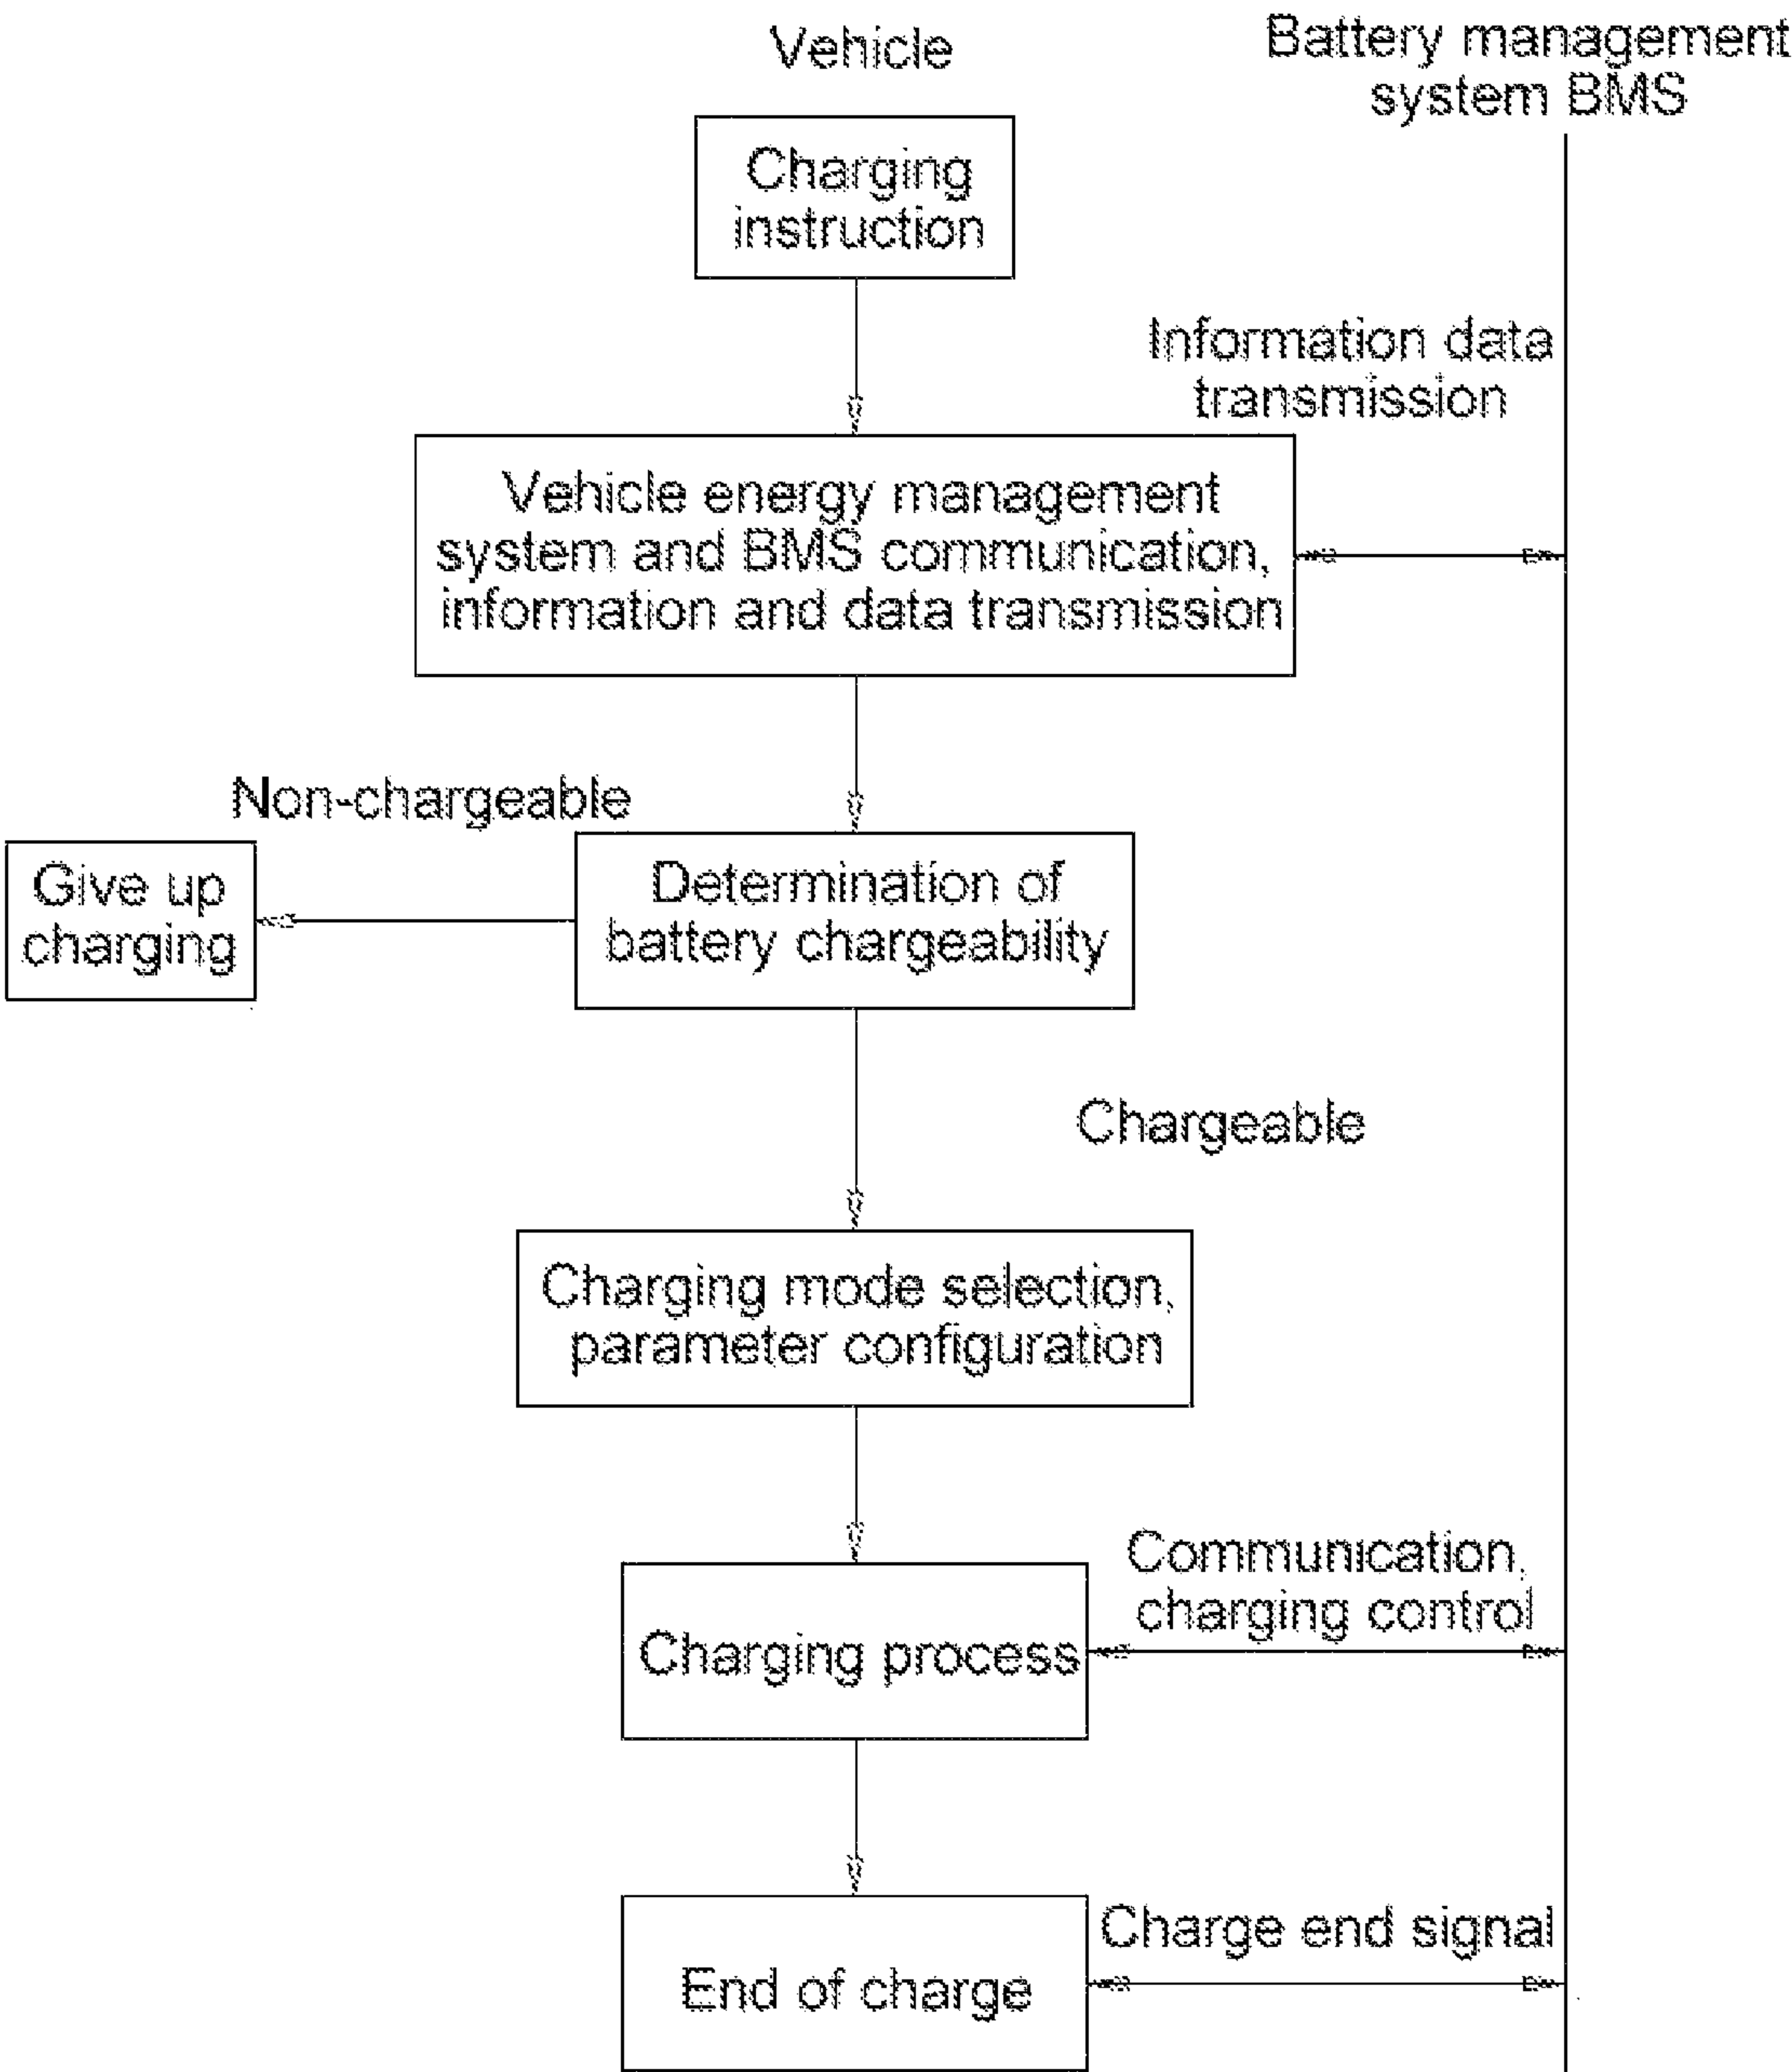 Vehicle
Battery management
system BMS
Charging
instruction
Information data
transmission
Vehicle energy management
system and BMS communication,
information and data transmission
Non-chargeable
Give up
charging
Determination of
battery chargeability
Chargeable
Charging mode selection,
parameter configuration
Communication,
charging control
Charging process
Charge end signal
End of charge